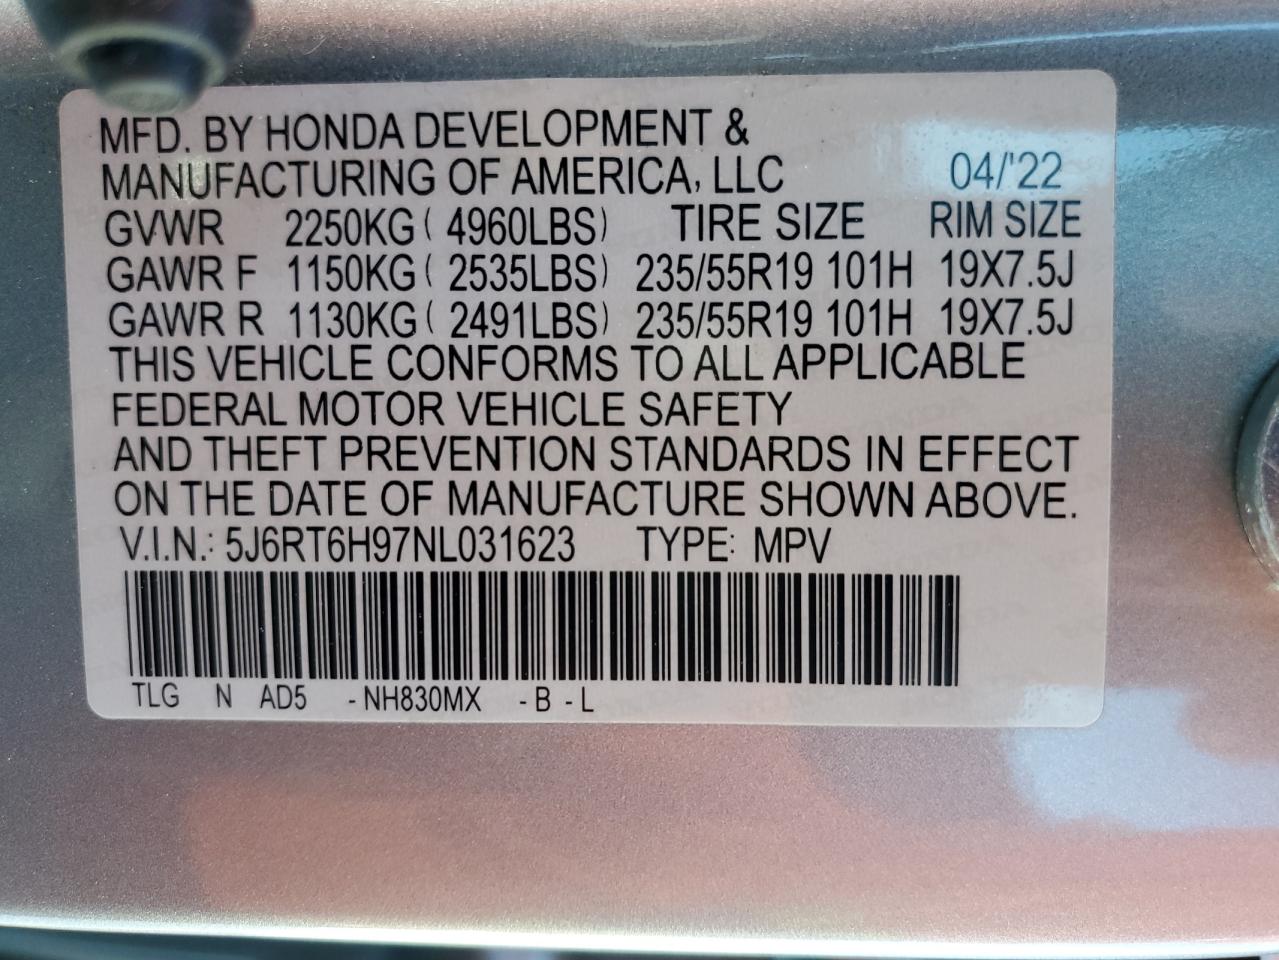 MFD. BY HONDA DEVELOPMENT &
MANUFACTURING OF AMERICA, LLC 04/'22
GVWR 2250KG ( 4960LBS) TIRE SIZE RIM SIZE
GAWR F 1150KG ( 2535LBS) 235/55R19 101H 19X7.5J
GAWR R 1130KG ( 2491LBS) 235/55R19 101H 19X7.5J
THIS VEHICLE CONFORMS TO ALL APPLICABLE
FEDERAL MOTOR VEHICLE SAFETY
AND THEFT PREVENTION STANDARDS IN EFFECT
ON THE DATE OF MANUFACTURE SHOWN ABOVE.
V.I.N.: 5J6RT6H97NL031623 TYPE: MPV
TLG N AD5 -NH830MX -B -L